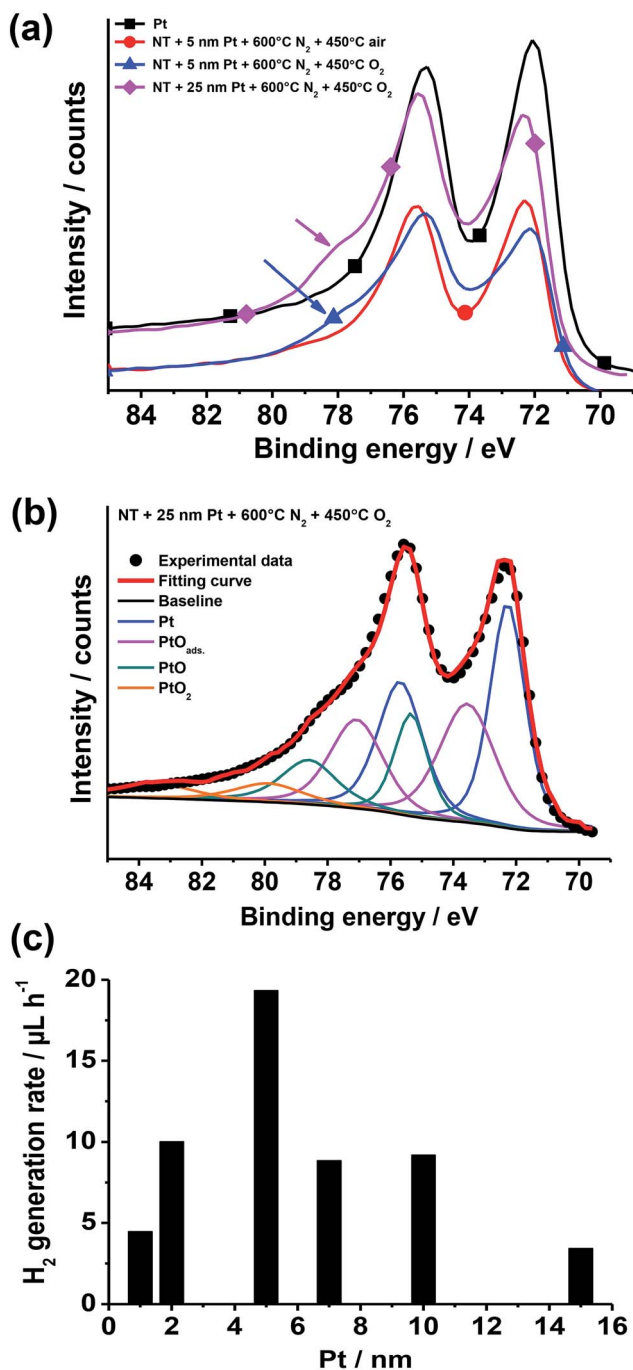 (a)
Pt
NT + 5 nm Pt + 600°C N₂ + 450°C air
NT + 5 nm Pt + 600°C N₂ + 450°C O₂
NT + 25 nm Pt + 600°C N₂ + 450°C O₂
Intensity / counts
84 82 80 78 76 74 72 70
Binding energy / eV
(b)
NT + 25 nm Pt + 600°C N₂ + 450°C O₂
Experimental data
Fitting curve
Baseline
Pt
PtO ads.
PtO
PtO₂
Intensity / counts
84 82 80 78 76 74 72 70
Binding energy / eV
(c)
20
15
10
5
0
H₂ generation rate / µL h⁻¹
0 2 4 6 8 10 12 14 16
Pt / nm